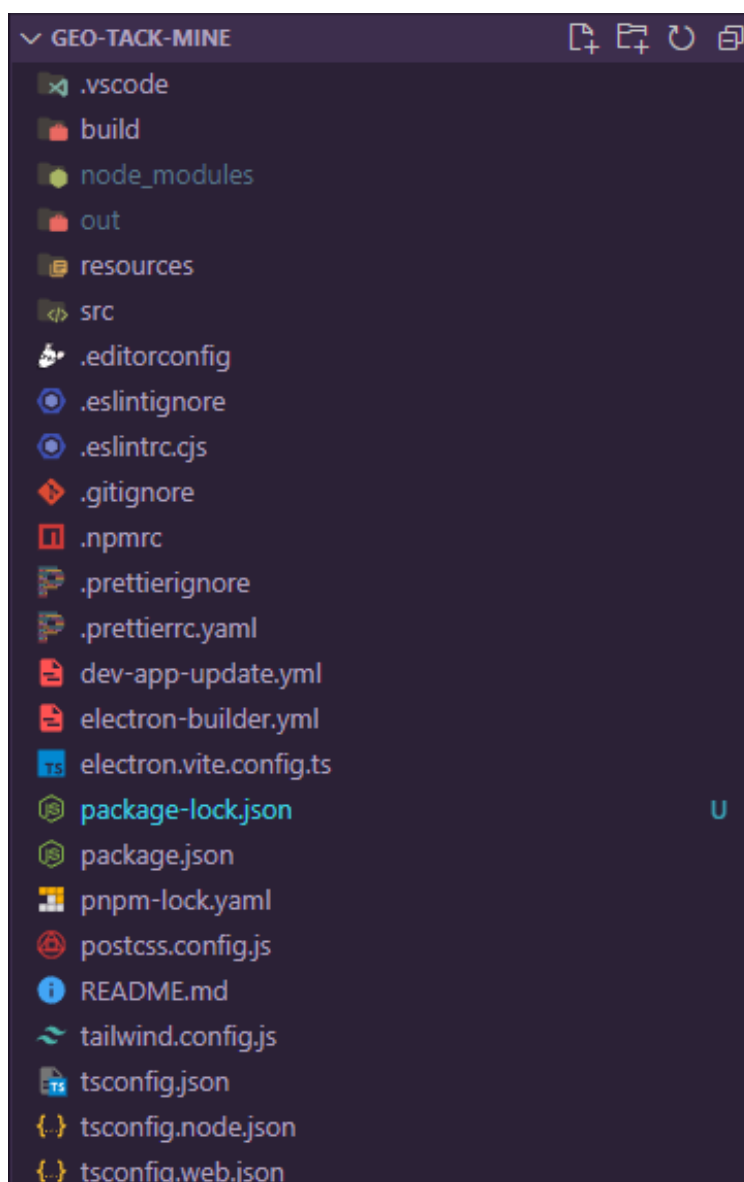 GEO-TACK-MINE
.vscode
build
node_modules
out
resources
src
.editorconfig
.eslintignore
.eslintrc.cjs
.gitignore
.npmrc
.prettierignore
.prettierrc.yaml
dev-app-update.yml
electron-builder.yml
electron.vite.config.ts
package-lock.json U
package.json
pnpm-lock.yaml
postcss.config.js
README.md
tailwind.config.js
tsconfig.json
tsconfig.node.json
tsconfig.web.json